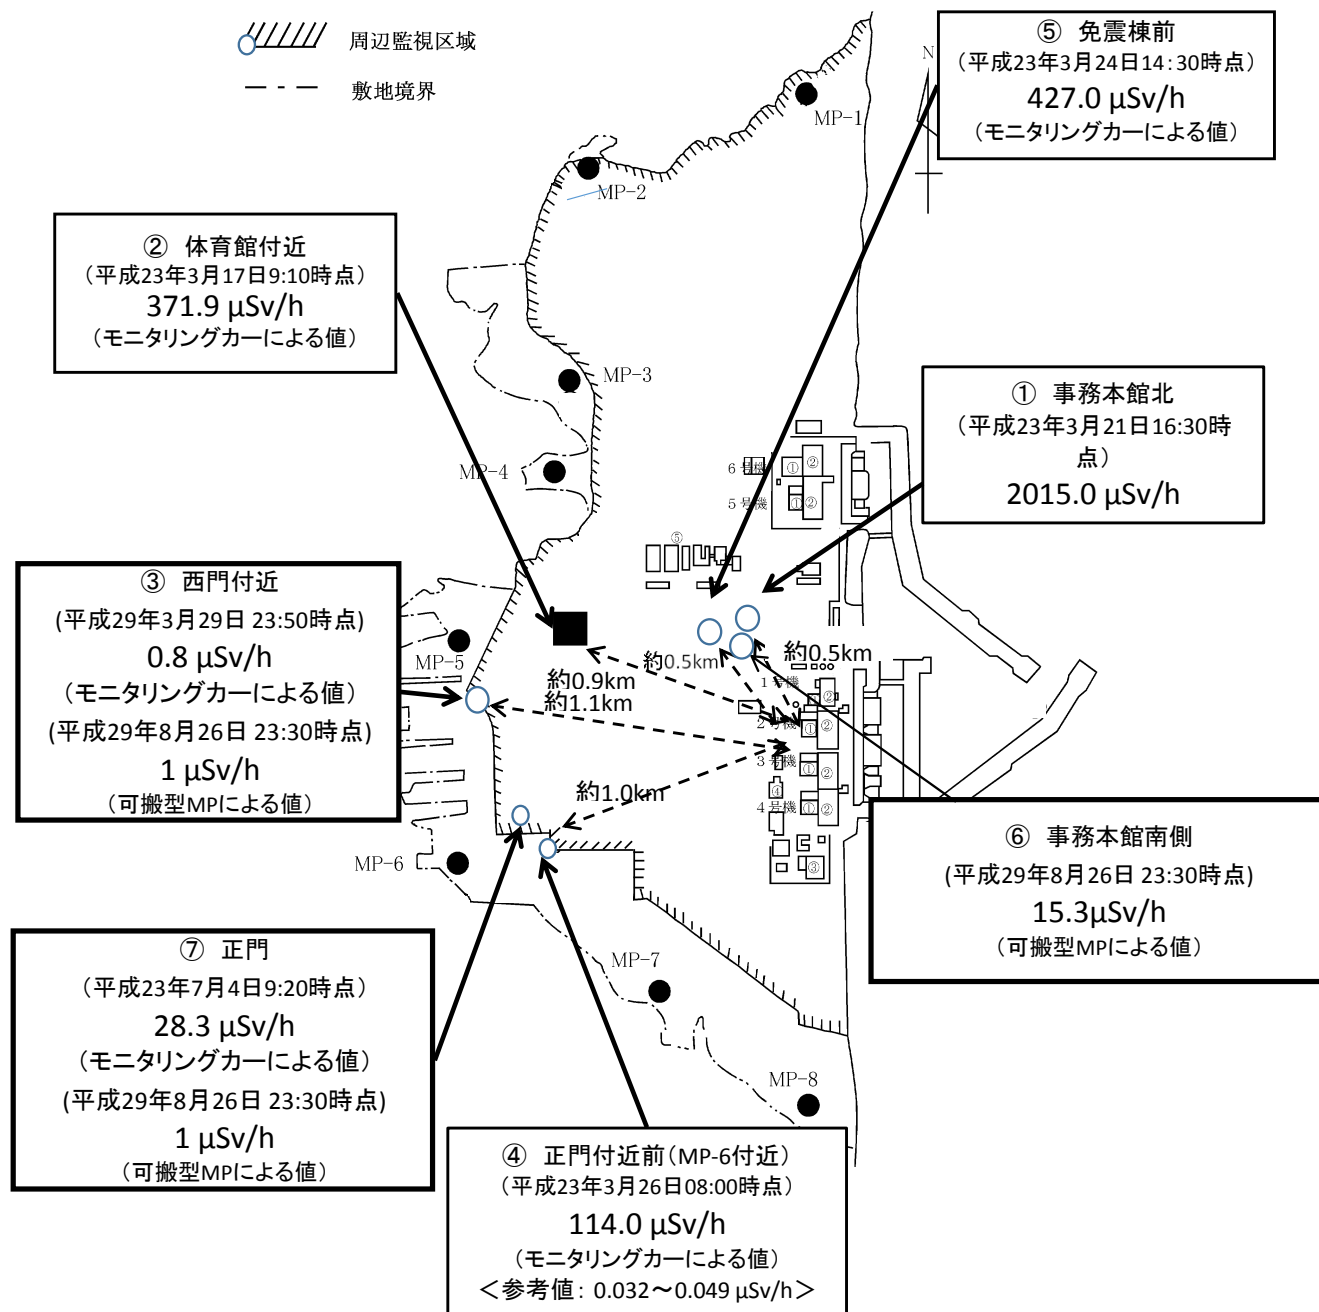 周辺監視区域
敷地境界
N
⑤ 免震棟前
（平成23年3月24日14：30時点）
427.0 μSv/h
（モニタリングカーによる値）
MP-1
MP-2
② 体育館付近
（平成23年3月17日9:10時点）
371.9 μSv/h
（モニタリングカーによる値）
MP-3
① 事務本館北
（平成23年3月21日16:30時
点）
2015.0 μSv/h
MP-4
6号機
①
②
5号機
①
②
⑤
③ 西門付近
(平成29年3月29日 23:50時点)
0.8 μSv/h
（モニタリングカーによる値）
(平成29年8月26日 23:30時点)
1 μSv/h
（可搬型MPによる値）
MP-5
約0.5km
約0.5km
約0.9km
約1.1km
1号機
②
2号機
①
②
3号機
①
②
④
4号機
①
②
③
約1.0km
MP-6
⑥ 事務本館南側
(平成29年8月26日 23:30時点)
15.3μSv/h
（可搬型MPによる値）
⑦ 正門
（平成23年7月4日9:20時点）
28.3 μSv/h
（モニタリングカーによる値）
(平成29年8月26日 23:30時点)
1 μSv/h
（可搬型MPによる値）
MP-7
MP-8
④ 正門付近前（MP-6付近）
（平成23年3月26日08:00時点）
114.0 μSv/h
（モニタリングカーによる値）
＜参考値：0.032～0.049 μSv/h＞